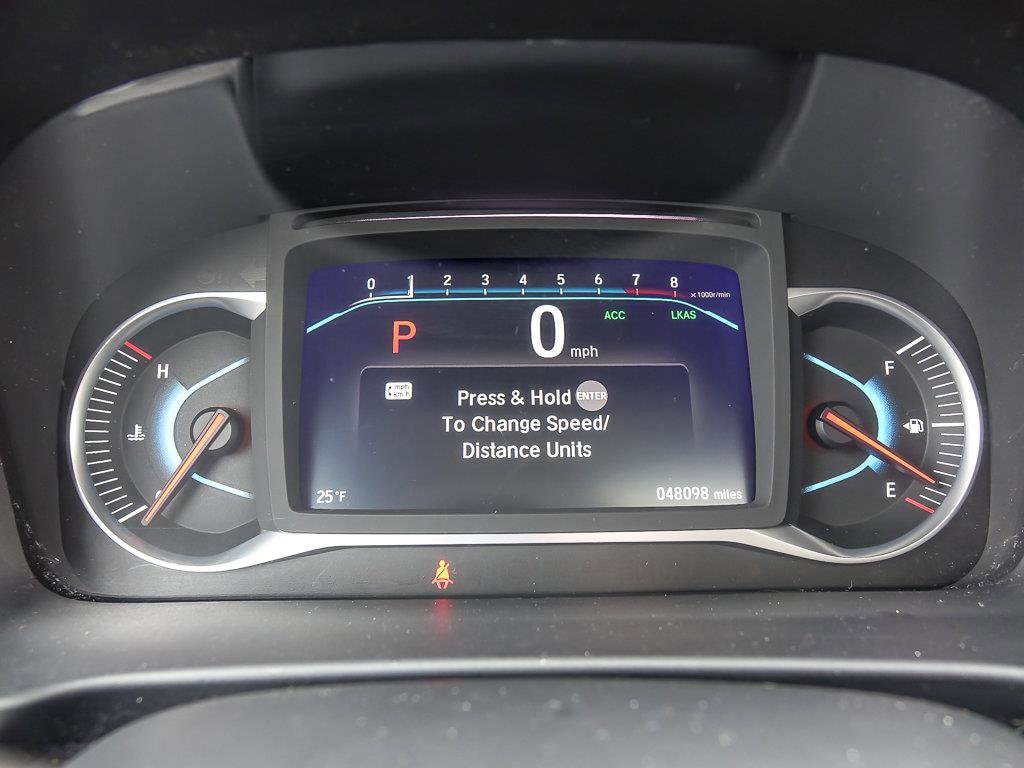 0 1 2 3 4 5 6 7 8
x1000r/min
ACC LKAS
P 0 mph
H
F
mph
km/h
Press & Hold ENTER
To Change Speed/
Distance Units
E
25°F 048098 miles